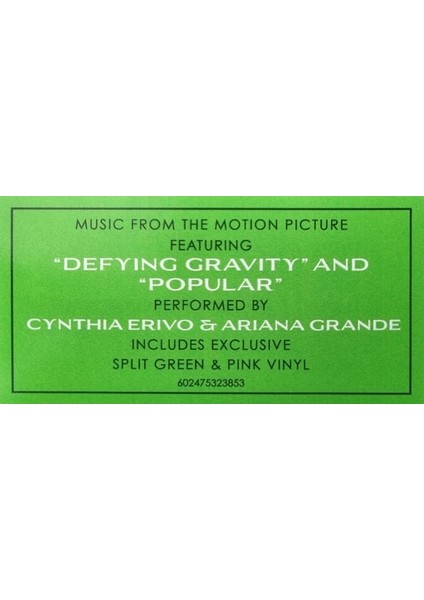 MUSIC FROM THE MOTION PICTURE
FEATURING
“DEFYING GRAVITY” AND
“POPULAR”
PERFORMED BY
CYNTHIA ERIVO & ARIANA GRANDE
INCLUDES EXCLUSIVE
SPLIT GREEN & PINK VINYL
602475323853